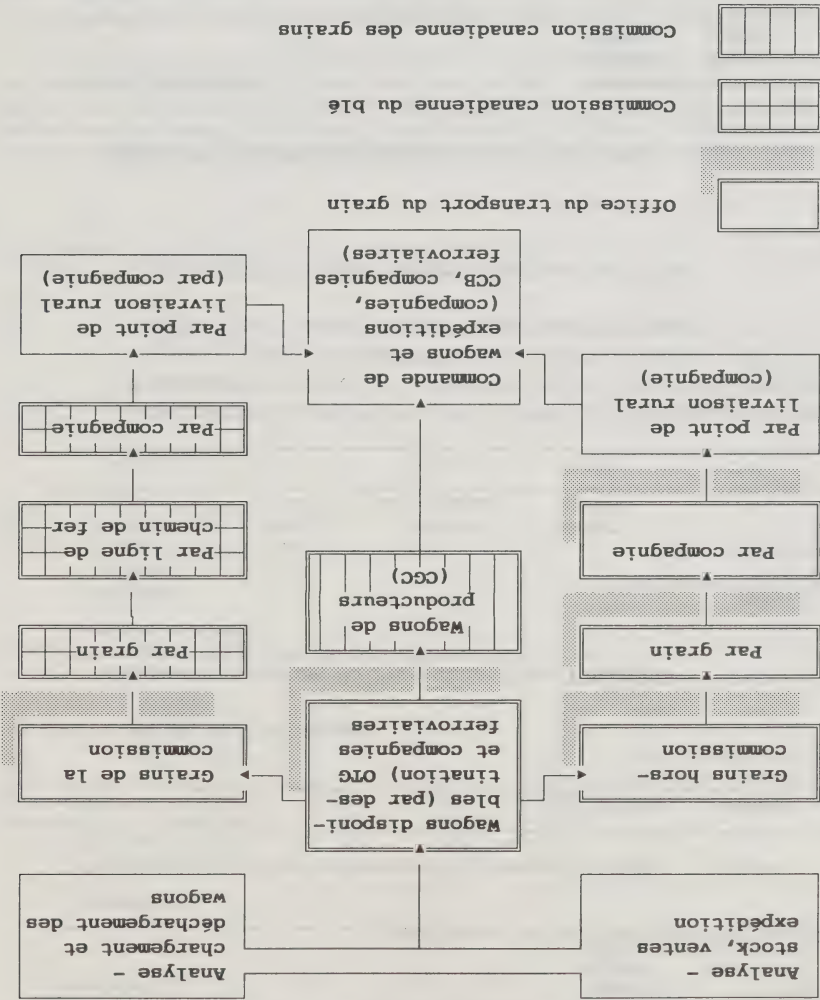 Analyse -
stock, ventes
expédition
Analyse -
chargement et
déchargement des
wagons
Grains hors-
commission
Wagons disponi-
bles (par des-
tination) OTG
et compagnies
ferroviaires
Grains de la
commission
Par grain
Wagons de
producteurs
(CGC)
Par grain
Par compagnie
Par ligne de
chemin de fer
Par compagnie
Par point de
livraison rural
(compagnie)
Commande de
wagons et
expéditions
(compagnies,
CCB, compagnies
ferroviaires)
Par point de
livraison rural
(par compagnie)
Office du transport du grain
Commission canadienne du blé
Commission canadienne des grains